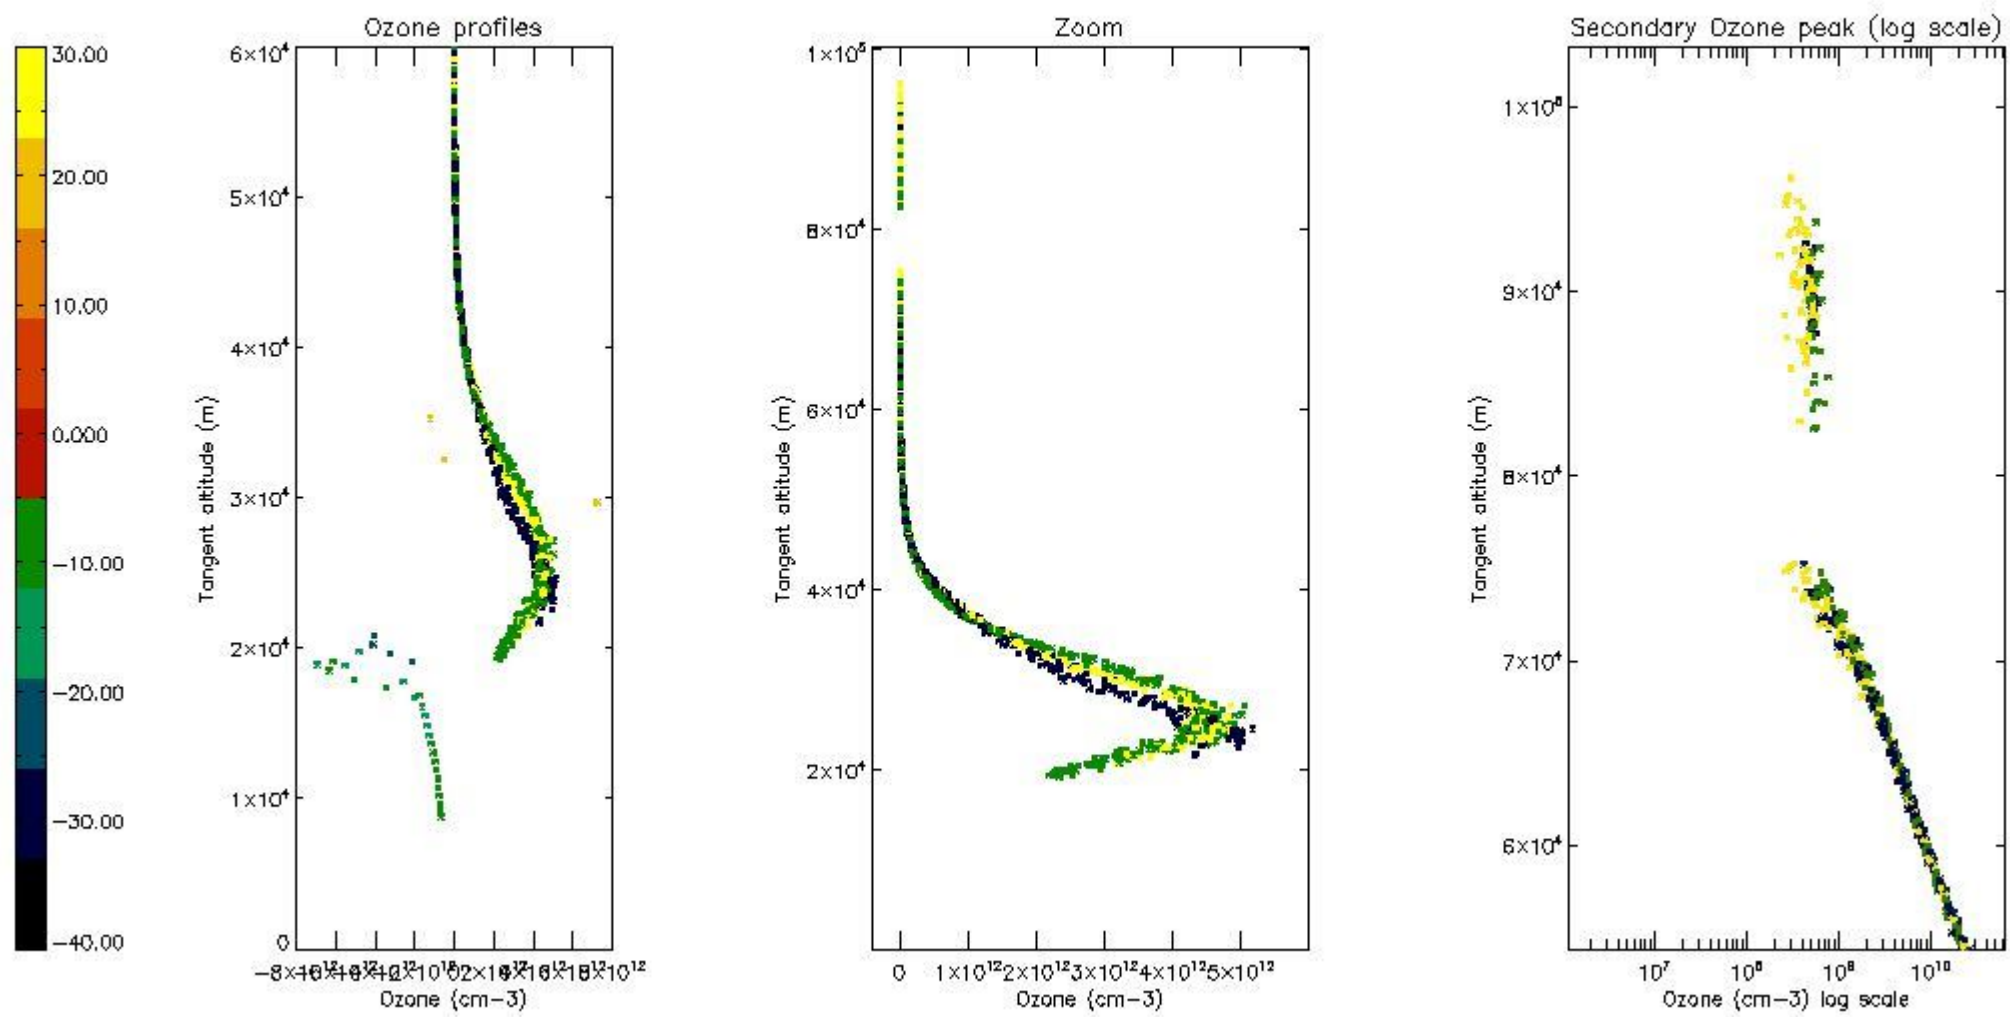 Ozone profiles
Zoom
Secondary Ozone peak (log scale)
30.00
20.00
10.00
0.000
−10.00
−20.00
−30.00
−40.00
6×10⁴
5×10⁴
4×10⁴
3×10⁴
2×10⁴
1×10⁴
0
Tangent altitude (m)
Ozone (cm−3)
1×10⁵
8×10⁴
6×10⁴
4×10⁴
2×10⁴
Tangent altitude (m)
0 1×10¹² 2×10¹² 3×10¹² 4×10¹² 5×10¹²
Ozone (cm−3)
9×10⁴
8×10⁴
7×10⁴
6×10⁴
Tangent altitude (m)
10⁷ 10⁸ 10⁹ 10¹⁰
Ozone (cm−3) log scale